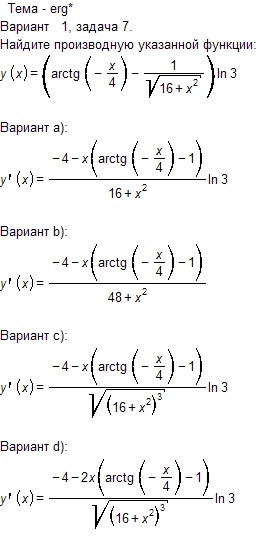 Тема - erg*
Вариант 1, задача 7.
Найдите производную указанной функции:
y (x) = (arctg (− x/4) − 1/√(16 + x²)) ln 3
Вариант a):
y ′ (x) = (−4 − x(arctg (− x/4) − 1))/(16 + x²) ln 3
Вариант b):
y ′ (x) = (−4 − x(arctg (− x/4) − 1))/(48 + x²)
Вариант c):
y ′ (x) = (−4 − x(arctg (− x/4) − 1))/√((16 + x²)³) ln 3
Вариант d):
y ′ (x) = (−4 − 2x(arctg (− x/4) − 1))/√((16 + x²)³) ln 3